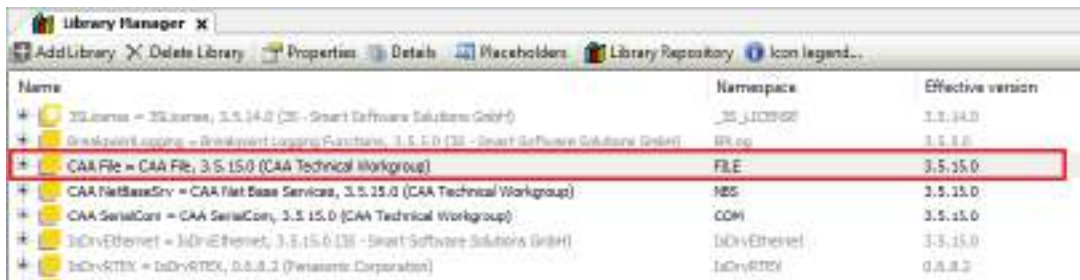 Library Manager x
Add Library Delete Library Properties Details Placeholders Library Repository Icon legend...
Name Namespace Effective version
3SLicense = 3SLicense, 3.5.14.0 (3S - Smart Software Solutions GmbH) _3S_LICENSE 3.5.14.0
BreakpointLogging = Breakpoint Logging Functions, 3.5.5.0 (3S - Smart Software Solutions GmbH) BPLog 3.5.5.0
CAA File = CAA File, 3.5.15.0 (CAA Technical Workgroup) FILE 3.5.15.0
CAA NetBaseSrv = CAA Net Base Services, 3.5.15.0 (CAA Technical Workgroup) NBS 3.5.15.0
CAA SerialCom = CAA SerialCom, 3.5.15.0 (CAA Technical Workgroup) COM 3.5.15.0
IoDrvEthernet = IoDrvEthernet, 3.5.15.0 (3S - Smart Software Solutions GmbH) IoDrvEthernet 3.5.15.0
IoDrvRTEX = IoDrvRTEX, 0.6.8.2 (Panasonic Corporation) IoDrvRTEX 0.6.8.2